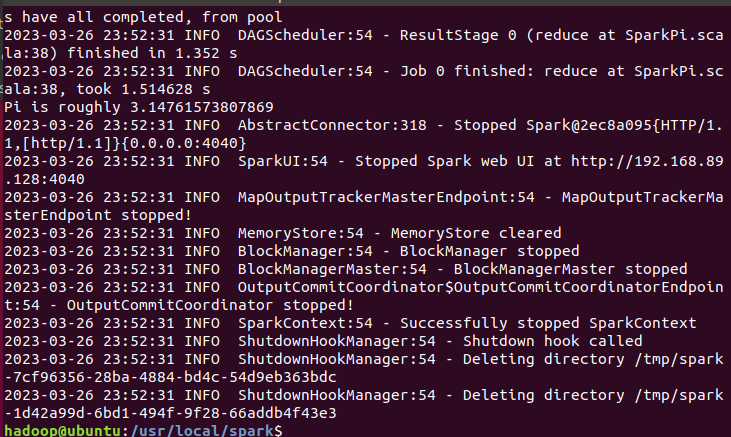 s have all completed, from pool
2023-03-26 23:52:31 INFO  DAGScheduler:54 - ResultStage 0 (reduce at SparkPi.sca
la:38) finished in 1.352 s
2023-03-26 23:52:31 INFO  DAGScheduler:54 - Job 0 finished: reduce at SparkPi.sc
ala:38, took 1.514628 s
Pi is roughly 3.14761573807869
2023-03-26 23:52:31 INFO  AbstractConnector:318 - Stopped Spark@2ec8a095{HTTP/1.
1,[http/1.1]}{0.0.0.0:4040}
2023-03-26 23:52:31 INFO  SparkUI:54 - Stopped Spark web UI at http://192.168.89
.128:4040
2023-03-26 23:52:31 INFO  MapOutputTrackerMasterEndpoint:54 - MapOutputTrackerMa
sterEndpoint stopped!
2023-03-26 23:52:31 INFO  MemoryStore:54 - MemoryStore cleared
2023-03-26 23:52:31 INFO  BlockManager:54 - BlockManager stopped
2023-03-26 23:52:31 INFO  BlockManagerMaster:54 - BlockManagerMaster stopped
2023-03-26 23:52:31 INFO  OutputCommitCoordinator$OutputCommitCoordinatorEndpoin
t:54 - OutputCommitCoordinator stopped!
2023-03-26 23:52:31 INFO  SparkContext:54 - Successfully stopped SparkContext
2023-03-26 23:52:31 INFO  ShutdownHookManager:54 - Shutdown hook called
2023-03-26 23:52:31 INFO  ShutdownHookManager:54 - Deleting directory /tmp/spark
-7cf96356-28ba-4884-bd4c-54d9eb363bdc
2023-03-26 23:52:31 INFO  ShutdownHookManager:54 - Deleting directory /tmp/spark
-1d42a99d-6bd1-494f-9f28-66addb4f43e3
hadoop@ubuntu:/usr/local/spark$